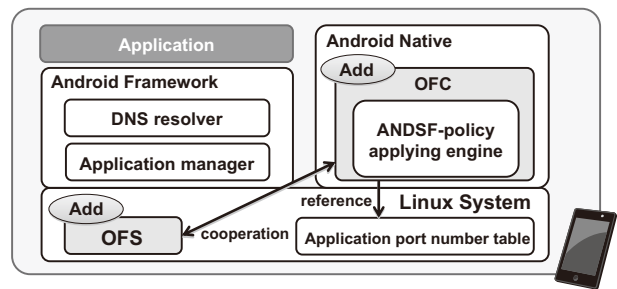 Application
Android Framework
DNS resolver
Application manager
Android Native
Add
OFC
ANDSF-policy
applying engine
Add
OFS
cooperation
reference
Linux System
Application port number table